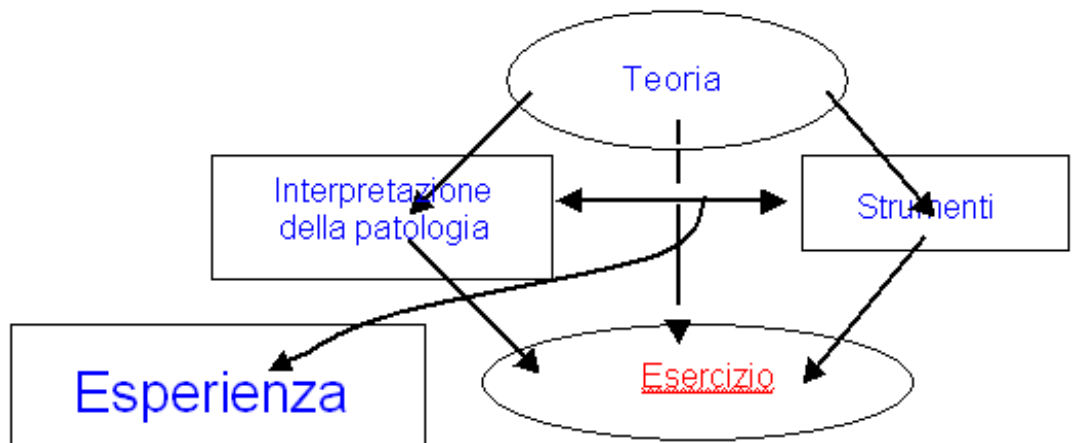 Teoria
Interpretazione
della patologia
Strumenti
Esperienza
Esercizio